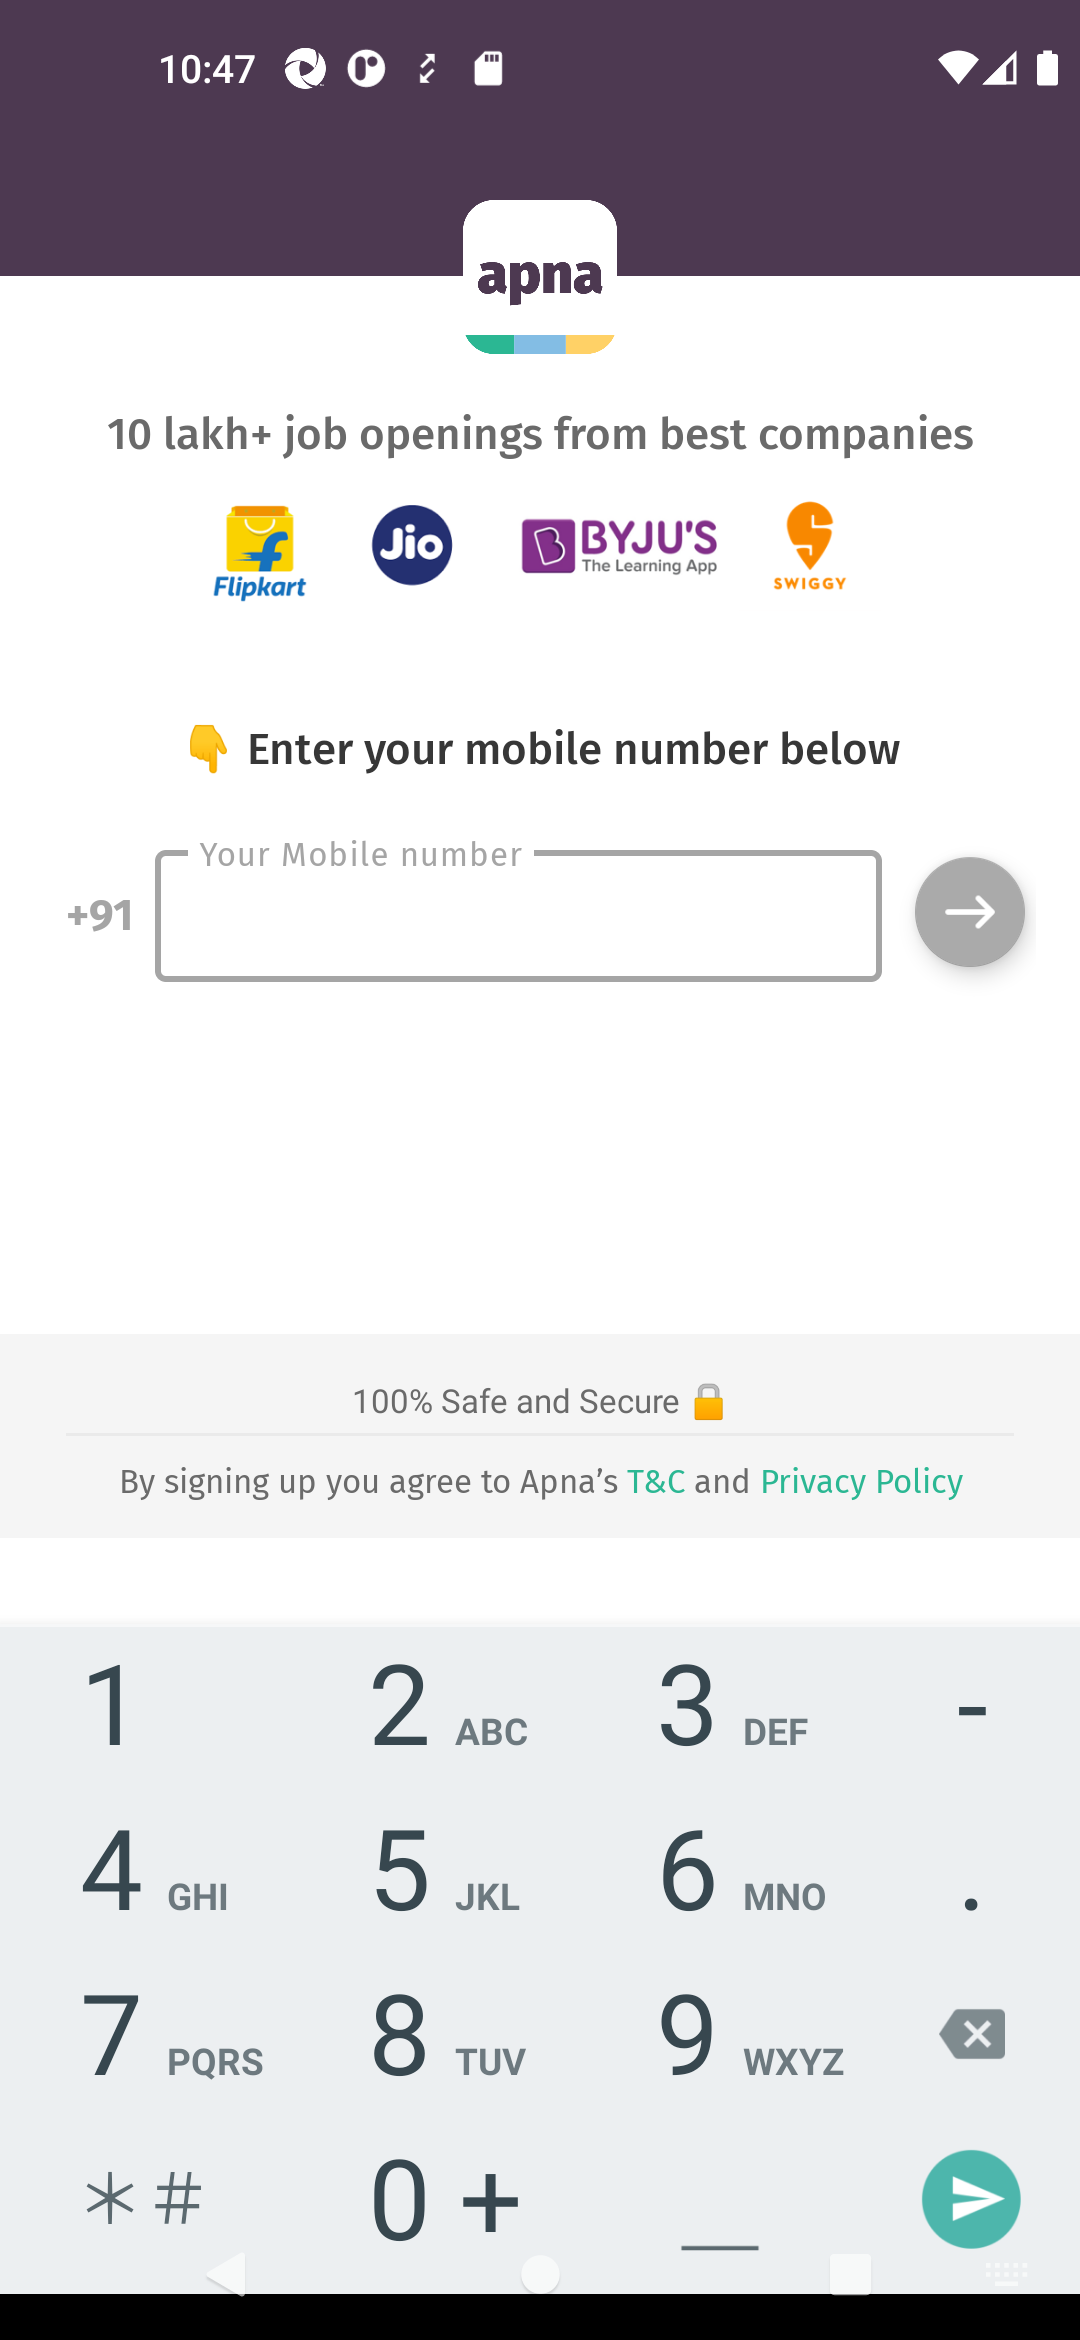 10:47
apna
10 lakh+ job openings from best companies
Flipkart
Jio
BYJU'S
The Learning App
SWIGGY
👇 Enter your mobile number below
Your Mobile number
+91
100% Safe and Secure 🔒
By signing up you agree to Apna’s T&C and Privacy Policy
1
2 ABC
3 DEF
-
4 GHI
5 JKL
6 MNO
.
7 PQRS
8 TUV
9 WXYZ
* #
0 +